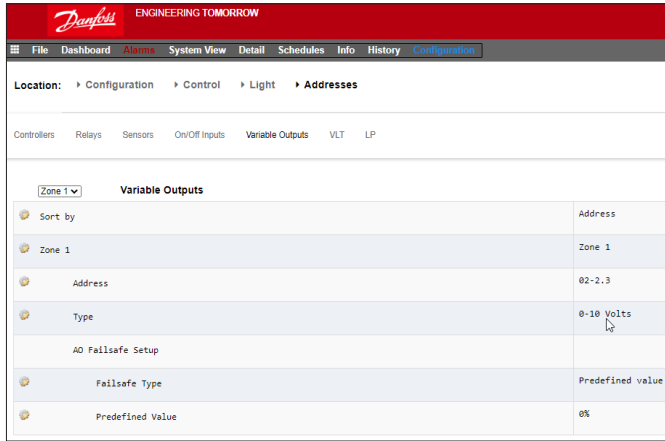 Danfoss ENGINEERING TOMORROW
File Dashboard Alarms System View Detail Schedules Info History Configuration
Location: Configuration Control Light Addresses
Controllers Relays Sensors On/Off Inputs Variable Outputs VLT LP
Zone 1 Variable Outputs
Sort by Address
Zone 1 Zone 1
Address 02-2.3
Type 0-10 Volts
AO Failsafe Setup
Failsafe Type Predefined value
Predefined Value 0%